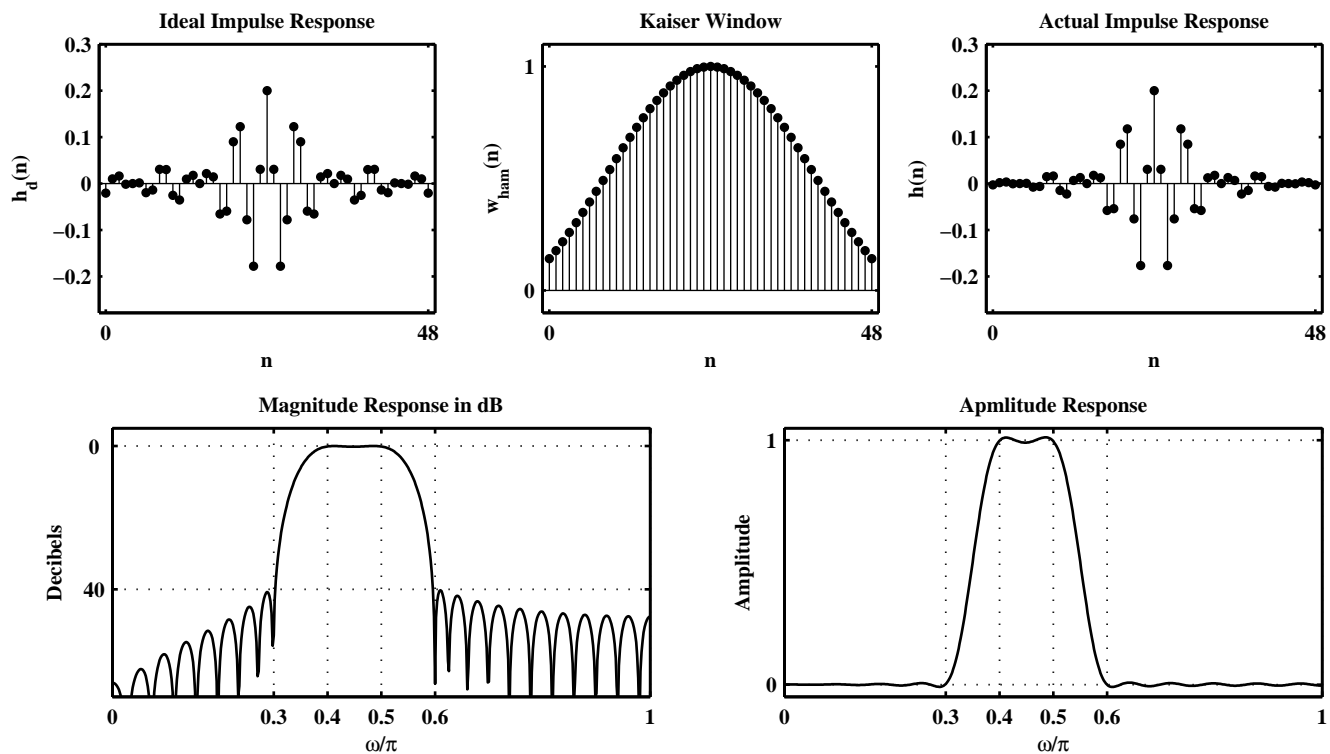 Ideal Impulse Response
0.3
0.2
0.1
0
−0.1
−0.2
h_d(n)
0
48
n
Kaiser Window
1
0
w_ham(n)
0
48
n
Actual Impulse Response
0.3
0.2
0.1
0
−0.1
−0.2
h(n)
0
48
n
Magnitude Response in dB
0
40
Decibels
0
0.3
0.4
0.5
0.6
1
ω/π
Apmlitude Response
1
0
Amplitude
0
0.3
0.4
0.5
0.6
1
ω/π